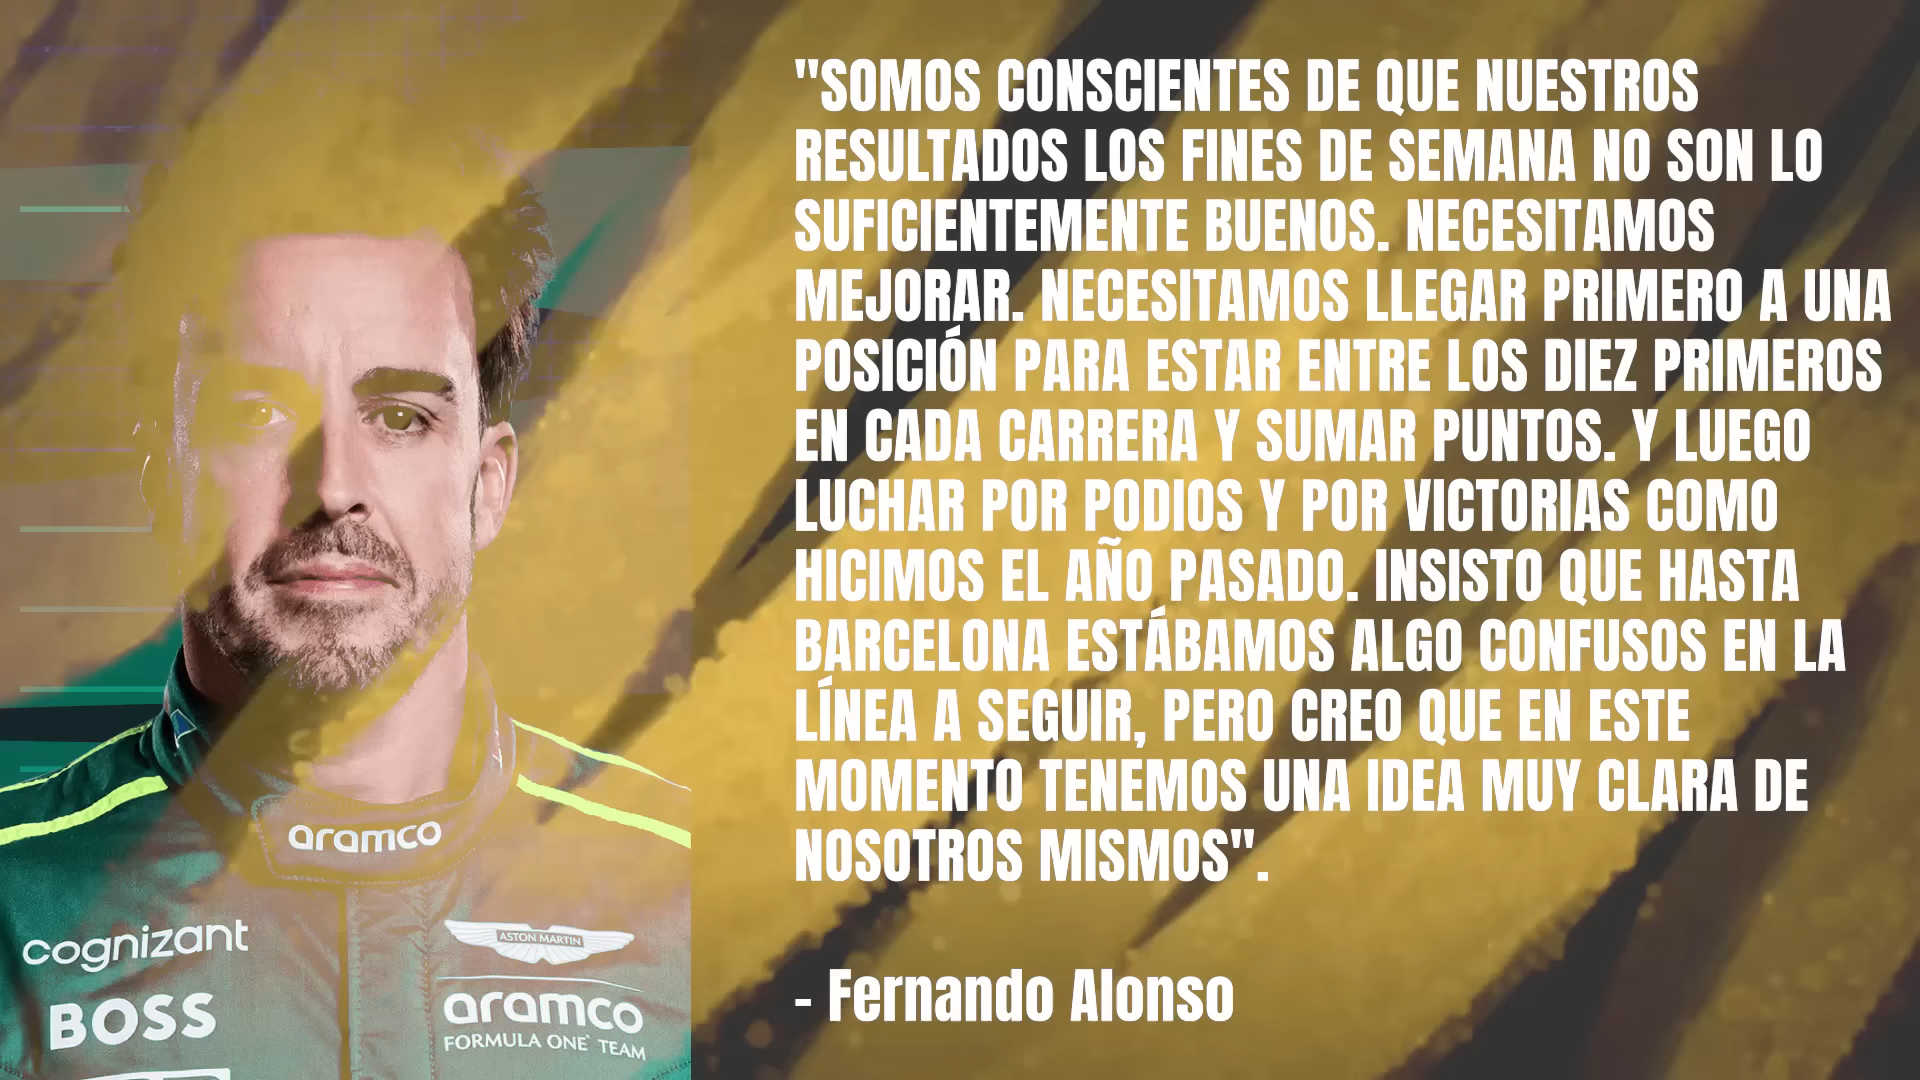 "SOMOS CONSCIENTES DE QUE NUESTROS
RESULTADOS LOS FINES DE SEMANA NO SON LO
SUFICIENTEMENTE BUENOS. NECESITAMOS
MEJORAR. NECESITAMOS LLEGAR PRIMERO A UNA
POSICIÓN PARA ESTAR ENTRE LOS DIEZ PRIMEROS
EN CADA CARRERA Y SUMAR PUNTOS. Y LUEGO
LUCHAR POR PODIOS Y POR VICTORIAS COMO
HICIMOS EL AÑO PASADO. INSISTO QUE HASTA
BARCELONA ESTÁBAMOS ALGO CONFUSOS EN LA
LÍNEA A SEGUIR, PERO CREO QUE EN ESTE
MOMENTO TENEMOS UNA IDEA MUY CLARA DE
NOSOTROS MISMOS".
- Fernando Alonso
aramco
cognizant
BOSS
ASTON MARTIN
aramco
FORMULA ONE TEAM